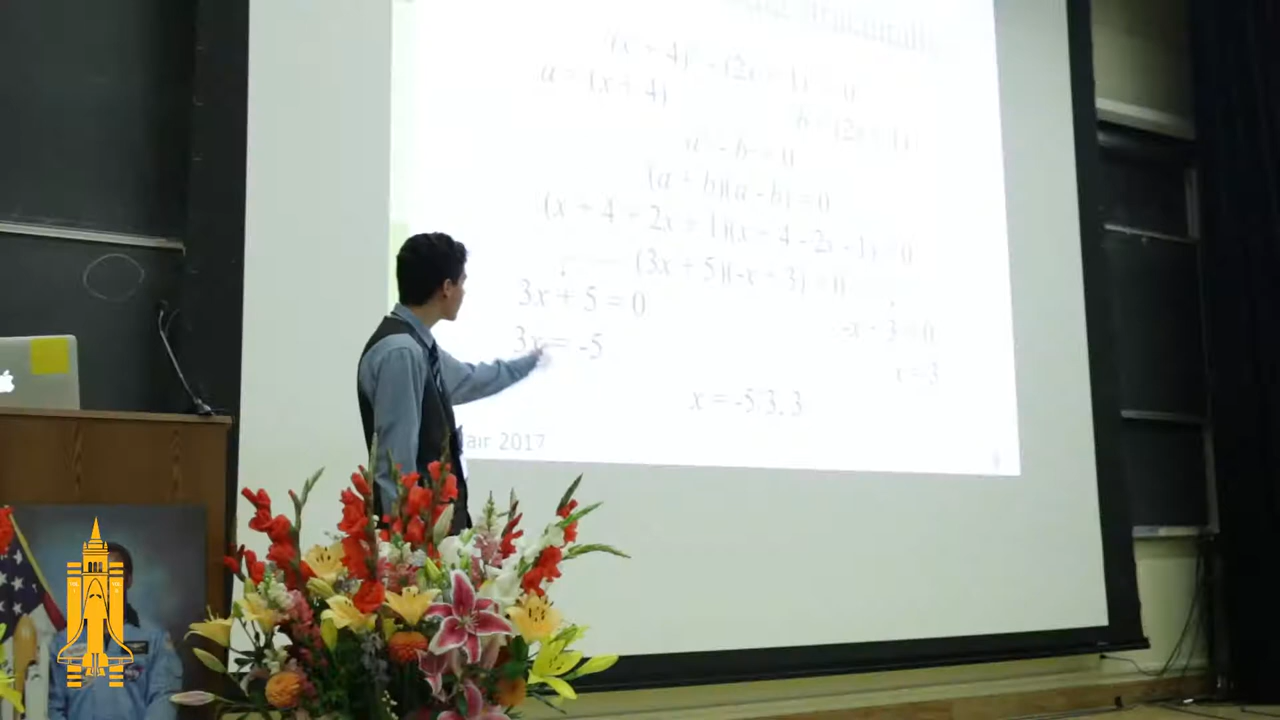 (x + 4)² - (2x + 1)² = 0
a = (x + 4)
b = (2x + 1)
a² - b² = 0
(a + b)(a - b) = 0
(x + 4 + 2x + 1)(x + 4 - 2x - 1) = 0
(3x + 5)(-x + 3) = 0
3x + 5 = 0
-x + 3 = 0
3x = -5
x = 3
x = -5/3, 3
2017